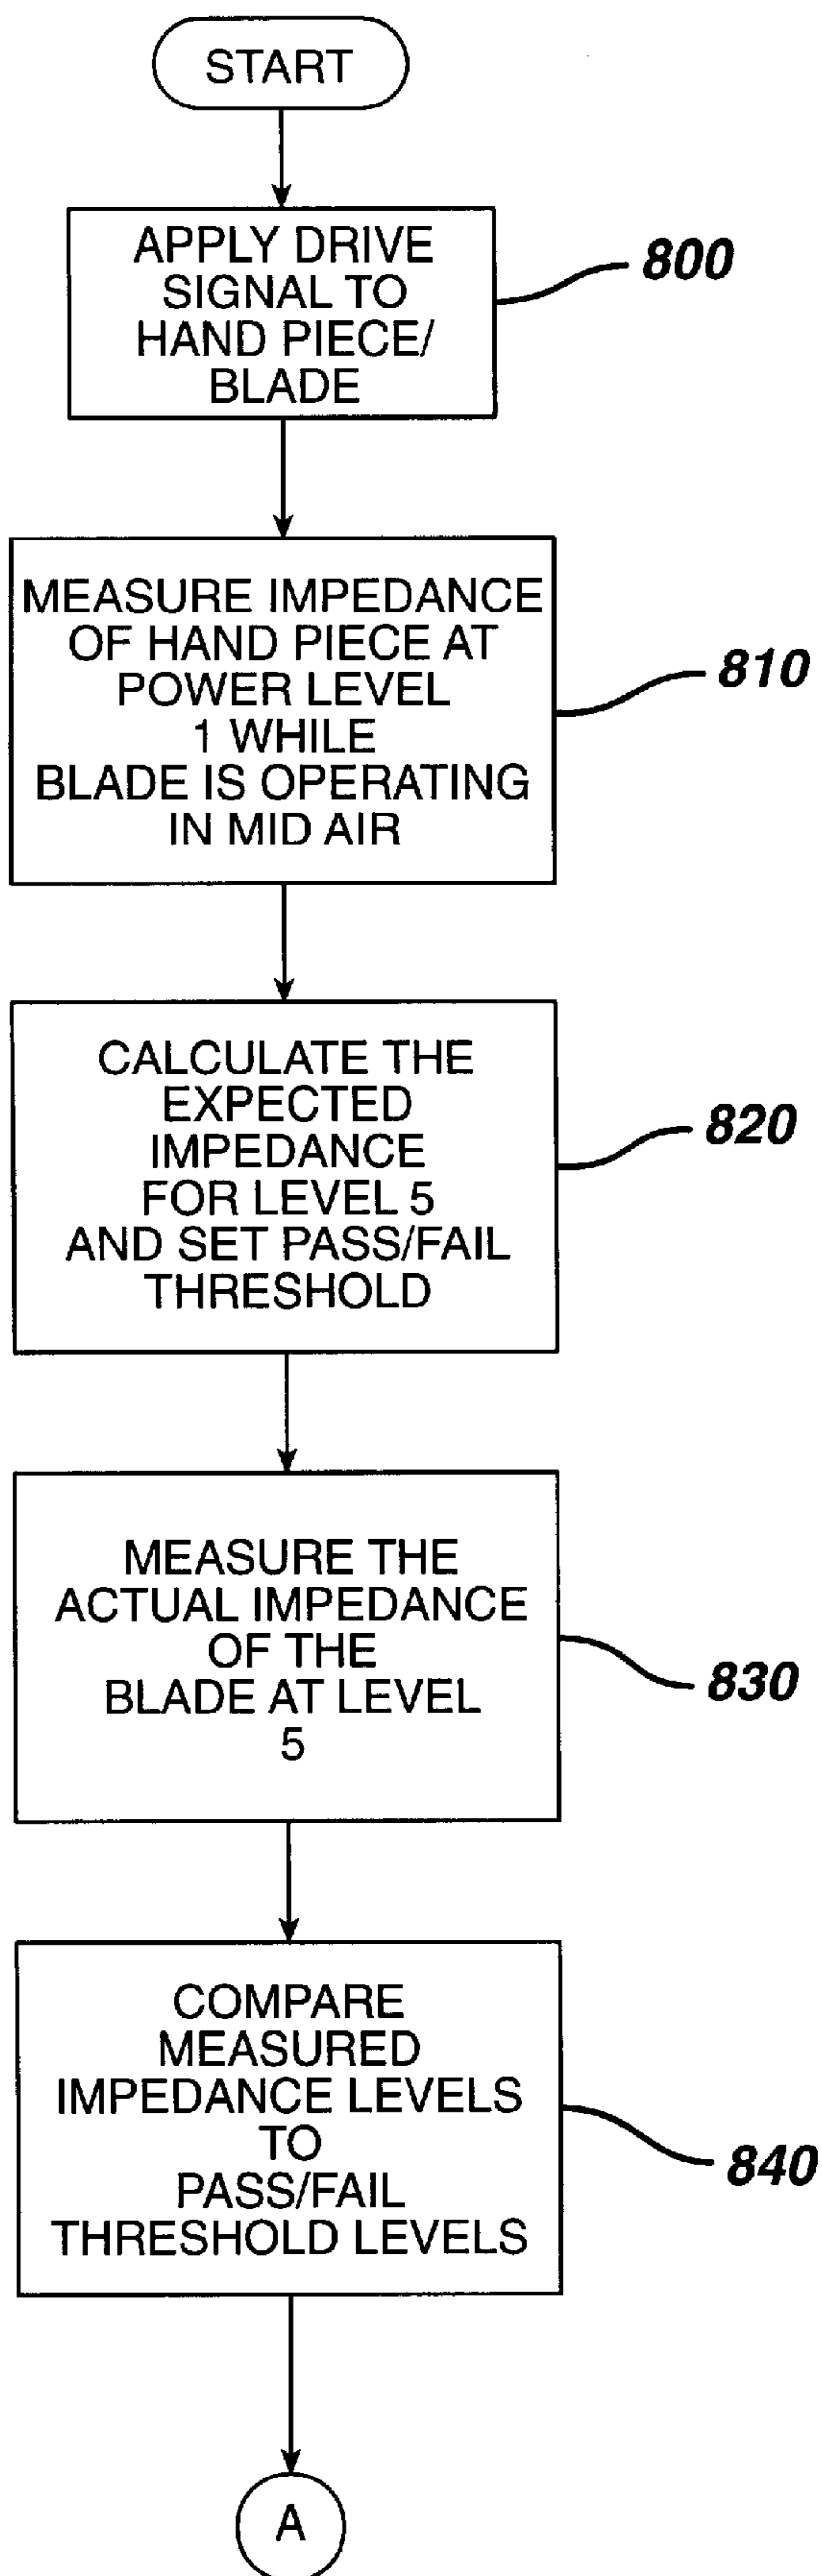 START
APPLY DRIVE
SIGNAL TO
HAND PIECE/
BLADE
800
MEASURE IMPEDANCE
OF HAND PIECE AT
POWER LEVEL
1 WHILE
BLADE IS OPERATING
IN MID AIR
810
CALCULATE THE
EXPECTED
IMPEDANCE
FOR LEVEL 5
AND SET PASS/FAIL
THRESHOLD
820
MEASURE THE
ACTUAL IMPEDANCE
OF THE
BLADE AT LEVEL
5
830
COMPARE
MEASURED
IMPEDANCE LEVELS
TO
PASS/FAIL
THRESHOLD LEVELS
840
A